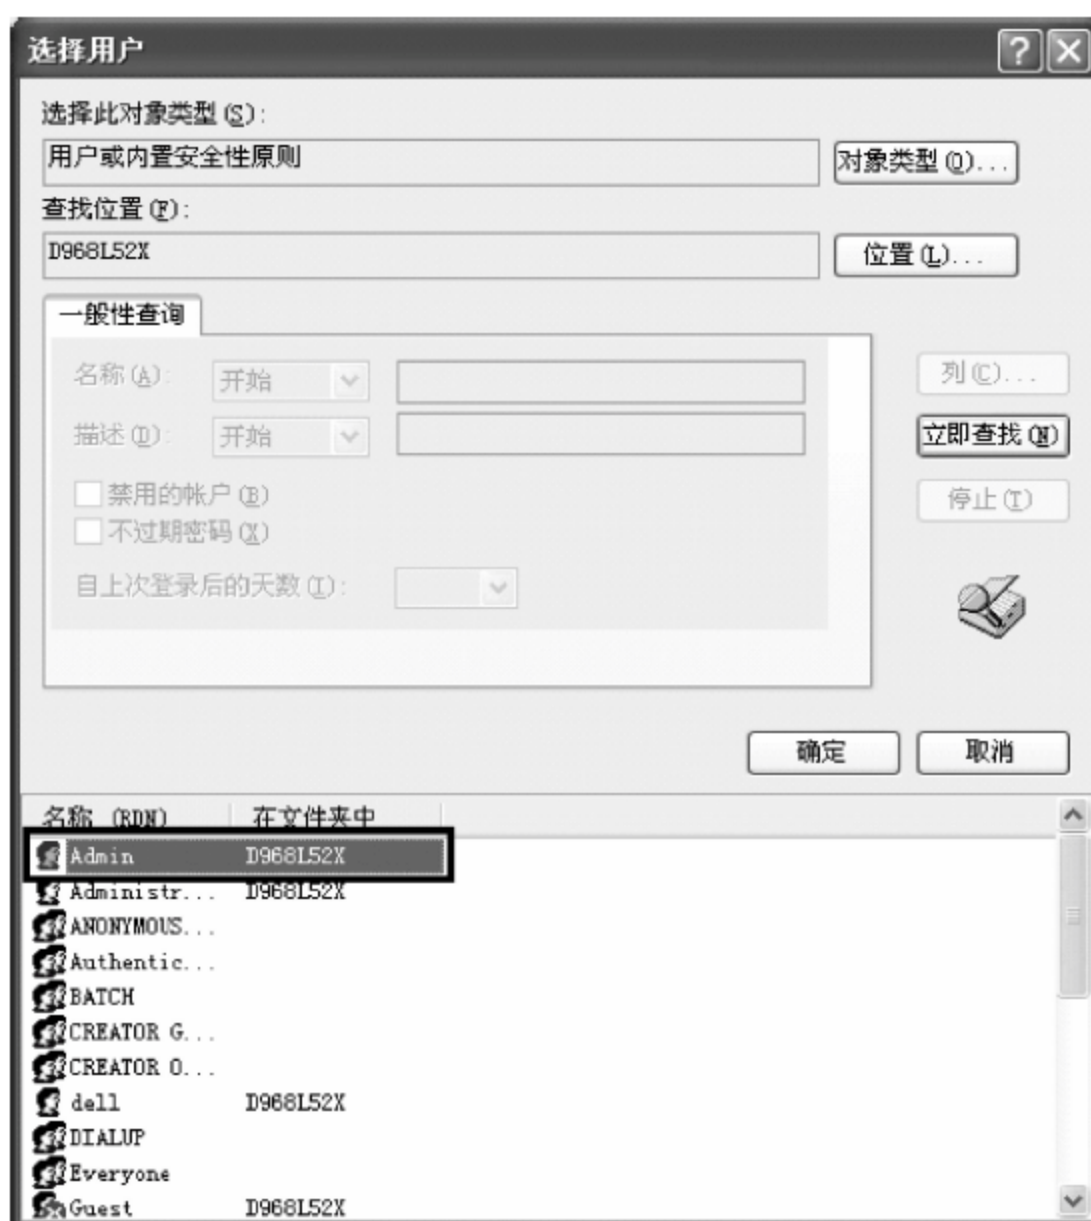 选择用户
选择此对象类型(S):
用户或内置安全性原则 对象类型(O)...
查找位置(F):
D968L52X 位置(L)...
一般性查询
名称(A): 开始 列(C)...
描述(D): 开始 立即查找(N)
禁用的帐户(B) 停止(T)
不过期密码(X)
自上次登录后的天数(I):
确定 取消
名称 (RDN) 在文件夹中
Admin D968L52X
Administr... D968L52X
ANONYMOUS...
Authentic...
BATCH
CREATOR G...
CREATOR O...
dell D968L52X
DIALUP
Everyone
Guest D968L52X